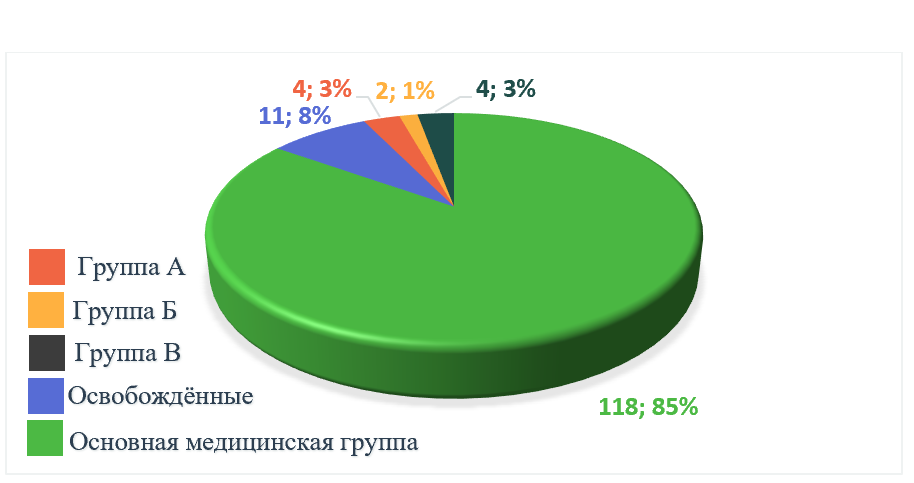 4; 3%
2; 1%
4; 3%
11; 8%
Группа А
Группа Б
Группа В
Освобождённые
118; 85%
Основная медицинская группа